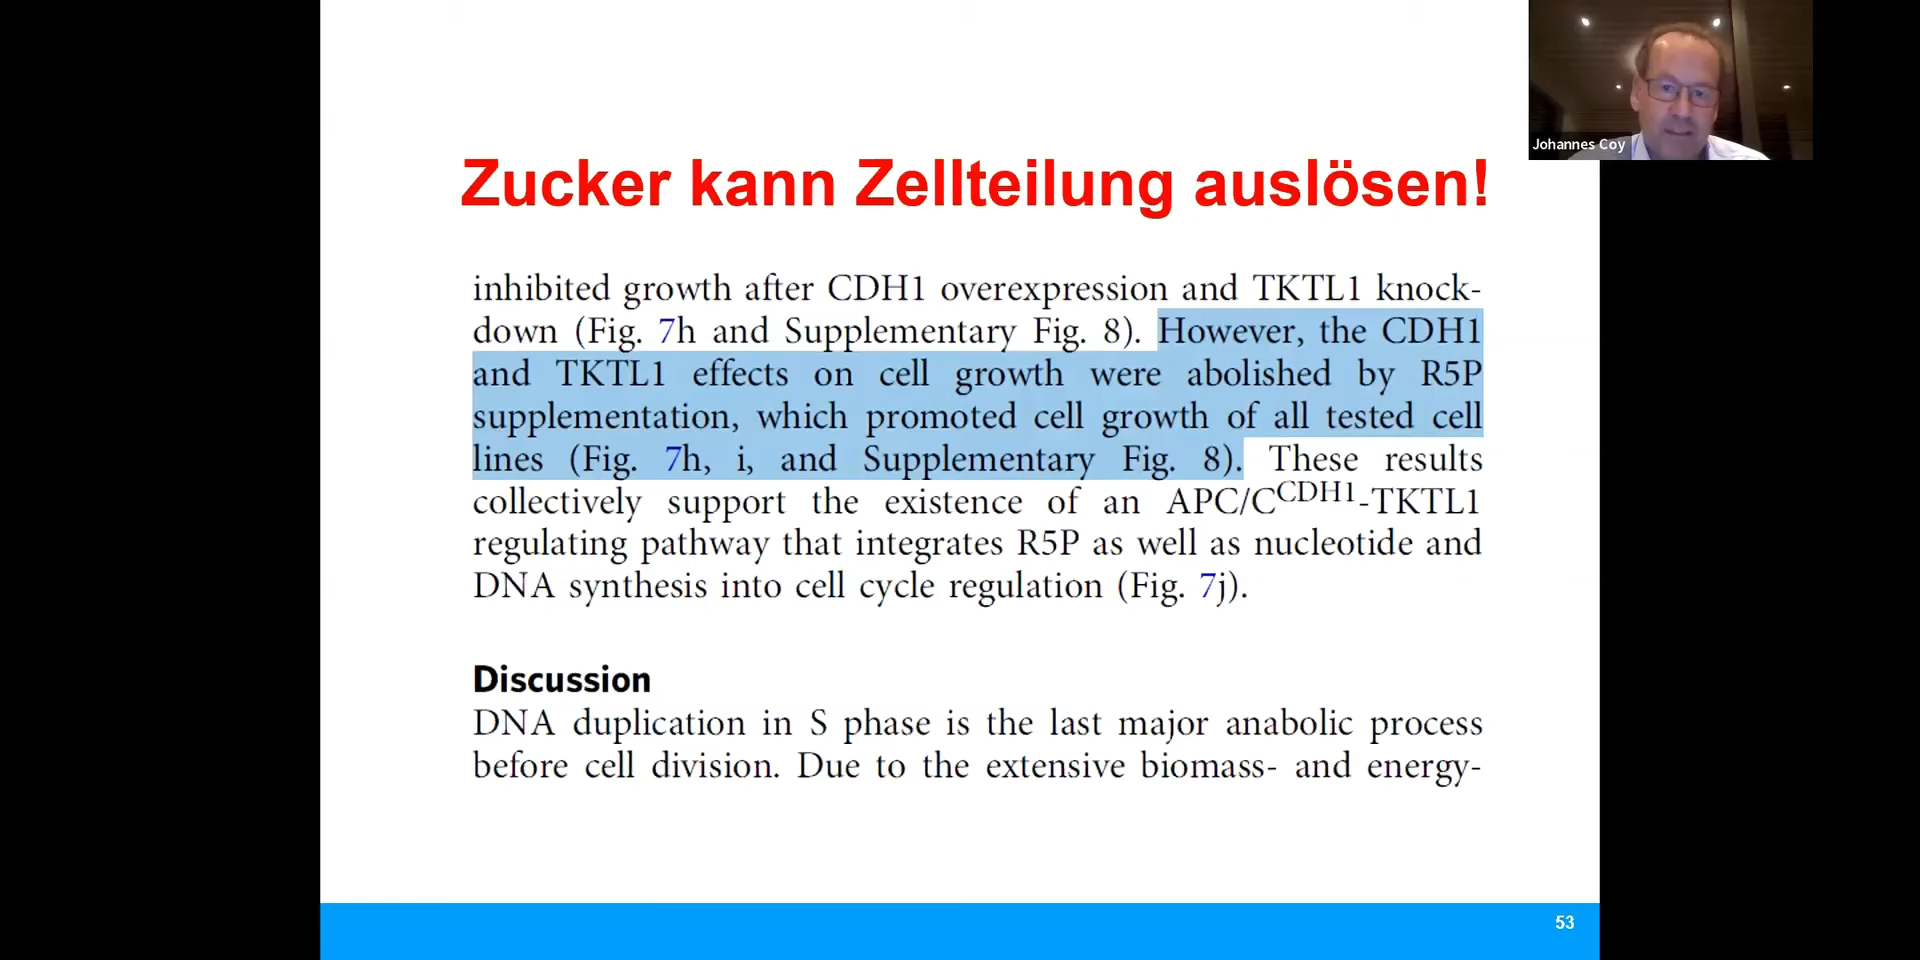 Johannes Coy
Zucker kann Zellteilung auslösen!
inhibited growth after CDH1 overexpression and TKTL1 knock-
down (Fig. 7h and Supplementary Fig. 8). However, the CDH1
and TKTL1 effects on cell growth were abolished by R5P
supplementation, which promoted cell growth of all tested cell
lines (Fig. 7h, i, and Supplementary Fig. 8). These results
collectively support the existence of an APC/CCDH1-TKTL1
regulating pathway that integrates R5P as well as nucleotide and
DNA synthesis into cell cycle regulation (Fig. 7j).
Discussion
DNA duplication in S phase is the last major anabolic process
before cell division. Due to the extensive biomass- and energy-
53